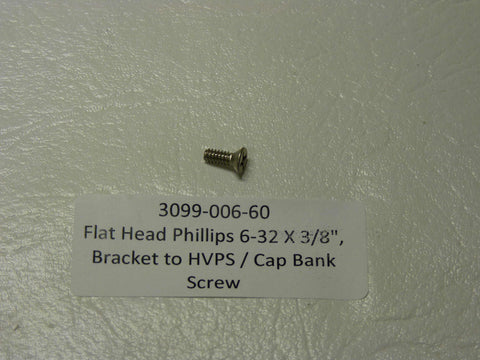 3099-006-60
Flat Head Phillips 6-32 X 3/8",
Bracket to HVPS / Cap Bank
Screw